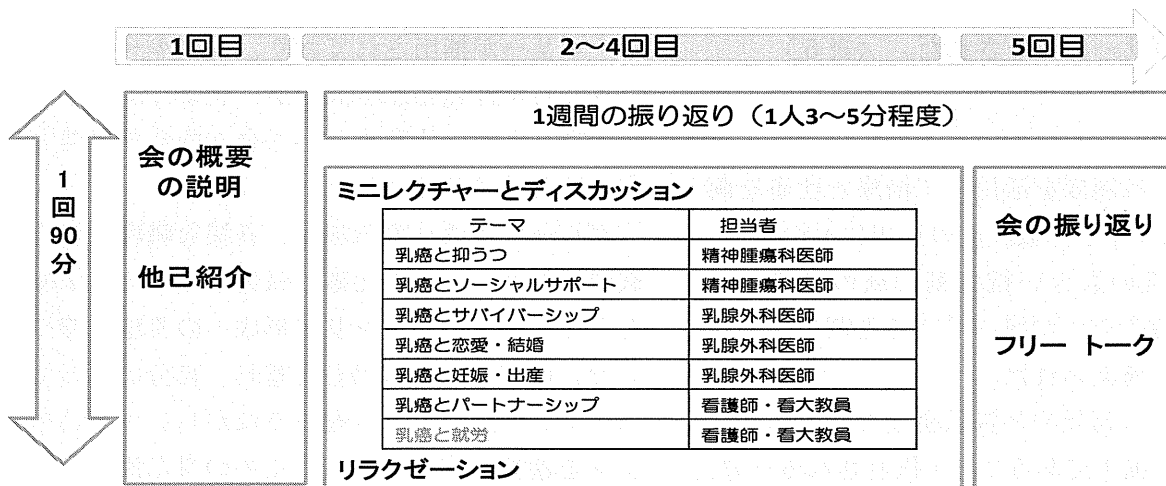 1回目
2～4回目
5回目
1回90分
会の概要
の説明
他己紹介
1週間の振り返り（1人3～5分程度）
ミニレクチャーとディスカッション
テーマ 担当者
乳癌と抑うつ 精神腫瘍科医師
乳癌とソーシャルサポート 精神腫瘍科医師
乳癌とサバイバーシップ 乳腺外科医師
乳癌と恋愛・結婚 乳腺外科医師
乳癌と妊娠・出産 乳腺外科医師
乳癌とパートナーシップ 看護師・看大教員
乳癌と就労 看護師・看大教員
リラクゼーション
会の振り返り
フリー トーク